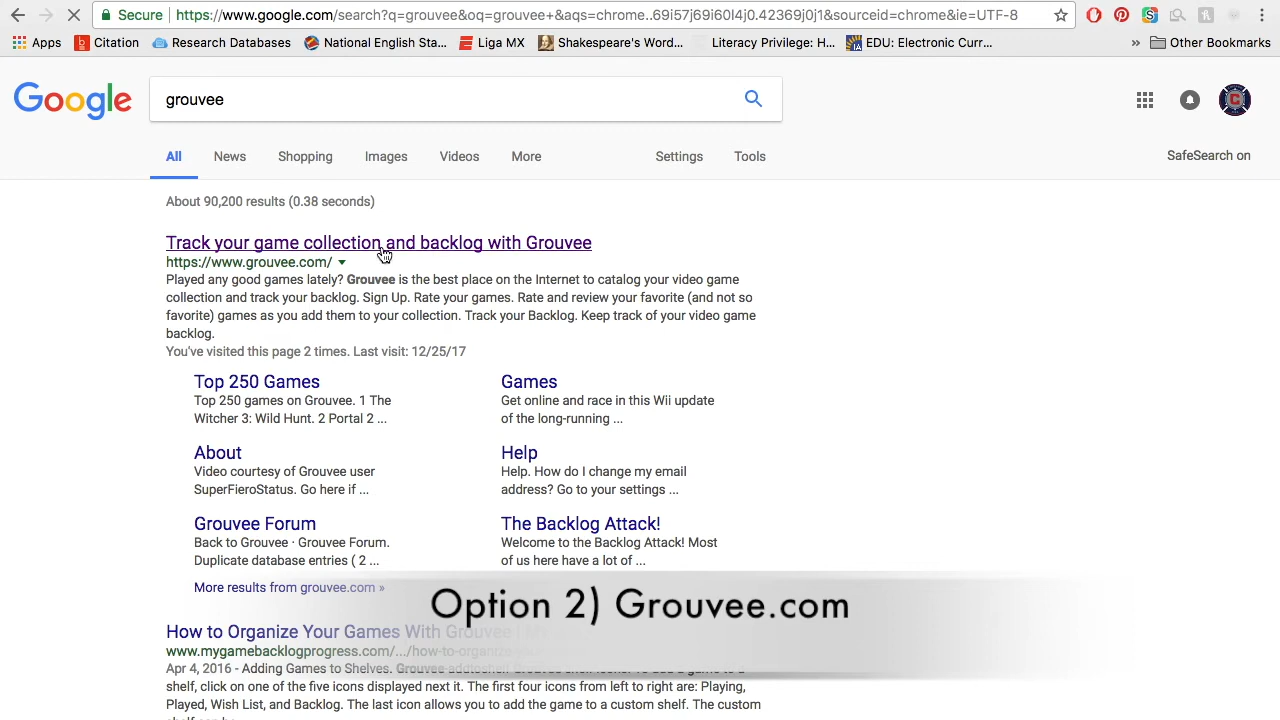 Secure https://www.google.com/search?q=grouvee&oq=grouvee+&aqs=chrome..69i57j69i60l4j0.42369j0j1&sourceid=chrome&ie=UTF-8
Apps Citation Research Databases National English Sta... Liga MX Shakespeare's Word... Literacy Privilege: H... EDU: Electronic Curr... » Other Bookmarks
Google grouvee
All News Shopping Images Videos More Settings Tools SafeSearch on
About 90,200 results (0.38 seconds)
Track your game collection and backlog with Grouvee
https://www.grouvee.com/
Played any good games lately? Grouvee is the best place on the Internet to catalog your video game
collection and track your backlog. Sign Up. Rate your games. Rate and review your favorite (and not so
favorite) games as you add them to your collection. Track your Backlog. Keep track of your video game
backlog.
You've visited this page 2 times. Last visit: 12/25/17
Top 250 Games
Top 250 games on Grouvee. 1 The
Witcher 3: Wild Hunt. 2 Portal 2 ...
Games
Get online and race in this Wii update
of the long-running ...
About
Video courtesy of Grouvee user
SuperFieroStatus. Go here if ...
Help
Help. How do I change my email
address? Go to your settings ...
Grouvee Forum
Back to Grouvee · Grouvee Forum.
Duplicate database entries ( 2 ...
The Backlog Attack!
Welcome to the Backlog Attack! Most
of us here have a lot of ...
More results from grouvee.com »
Option 2) Grouvee.com
How to Organize Your Games With Grouvee
www.mygamebacklogprogress.com/.../how-to-organize
Apr 4, 2016 - Adding Games to Shelves.
shelf, click on one of the five icons displayed next it. The first four icons from left to right are: Playing,
Played, Wish List, and Backlog. The last icon allows you to add the game to a custom shelf. The custom